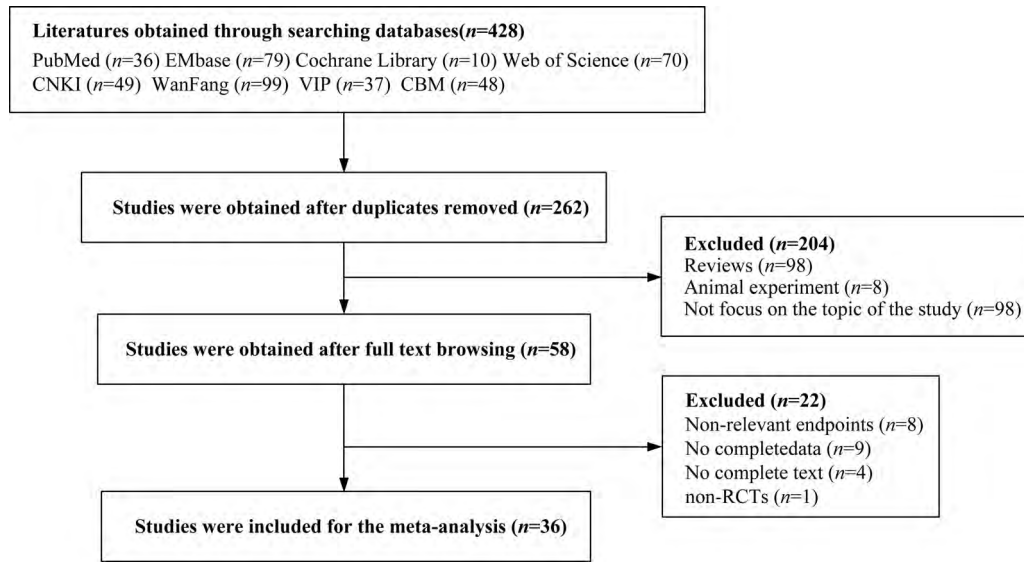 Literatures obtained through searching databases(n=428)
PubMed (n=36) EMbase (n=79) Cochrane Library (n=10) Web of Science (n=70)
CNKI (n=49) WanFang (n=99) VIP (n=37) CBM (n=48)
Studies were obtained after duplicates removed (n=262)
Excluded (n=204)
Reviews (n=98)
Animal experiment (n=8)
Not focus on the topic of the study (n=98)
Studies were obtained after full text browsing (n=58)
Excluded (n=22)
Non-relevant endpoints (n=8)
No completedata (n=9)
No complete text (n=4)
non-RCTs (n=1)
Studies were included for the meta-analysis (n=36)